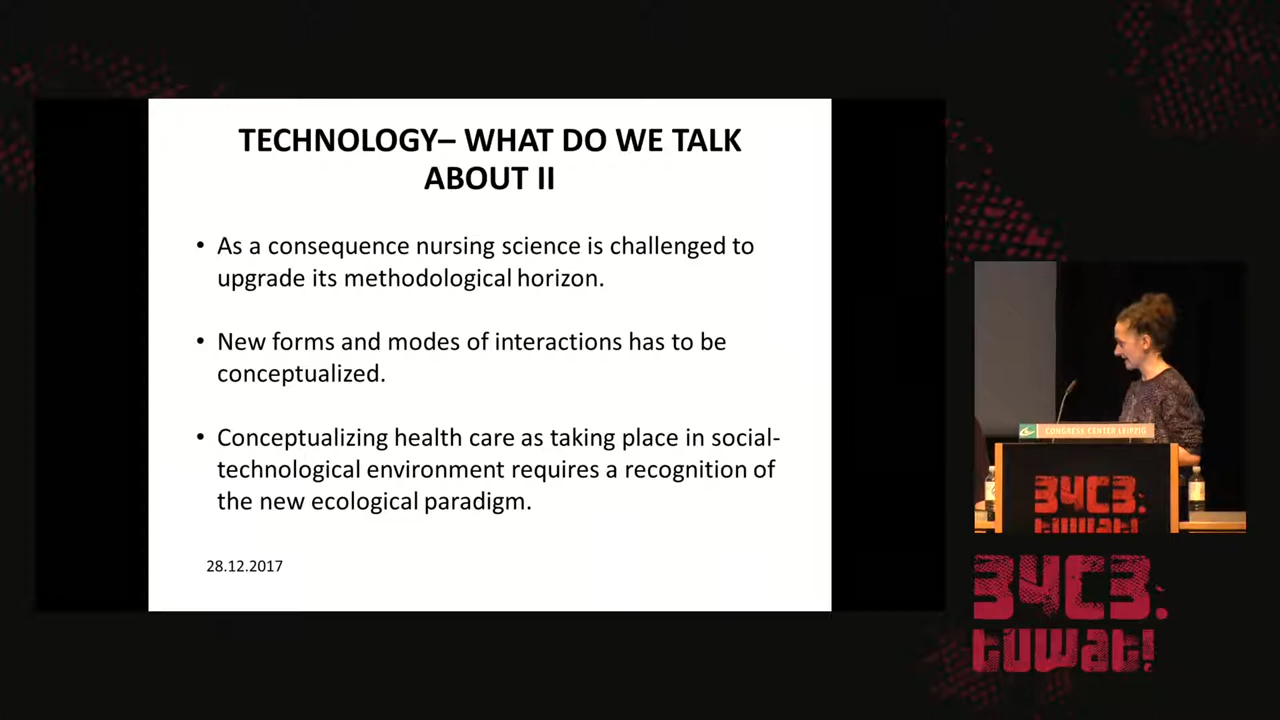 TECHNOLOGY– WHAT DO WE TALK
ABOUT II
• As a consequence nursing science is challenged to
upgrade its methodological horizon.
• New forms and modes of interactions has to be
conceptualized.
• Conceptualizing health care as taking place in social-
technological environment requires a recognition of
the new ecological paradigm.
28.12.2017
CONGRESS CENTER LEIPZIG
34C3:
tuwat!
34C3:
tuwat!